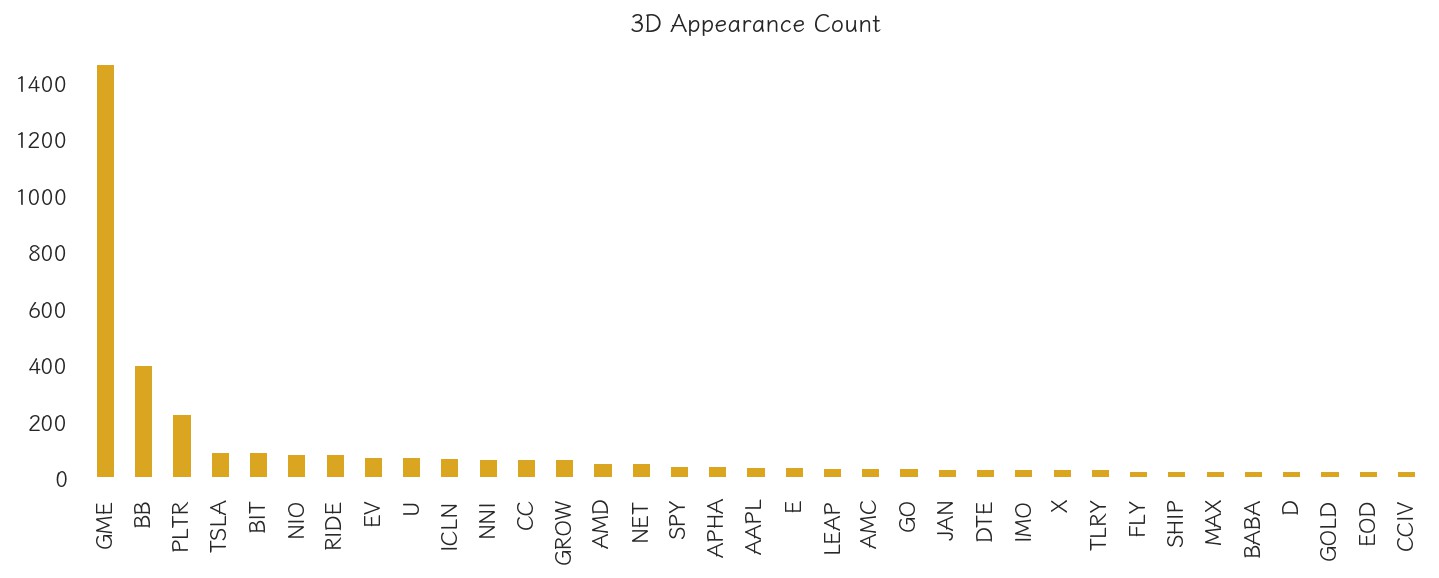 3D Appearance Count
1400
1200
1000
800
600
400
200
0
GME
BB
PLTR
TSLA
BIT
NIO
RIDE
EV
U
ICLN
NNI
CC
GROW
AMD
NET
SPY
APHA
AAPL
E
LEAP
AMC
GO
JAN
DTE
IMO
X
TLRY
FLY
SHIP
MAX
BABA
D
GOLD
EOD
CCIV